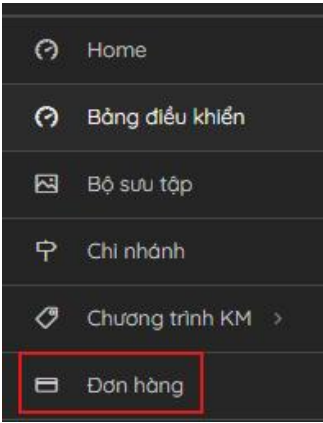 Home
Bảng điều khiển
Bộ sưu tập
Chi nhánh
Chương trình KM
Đơn hàng